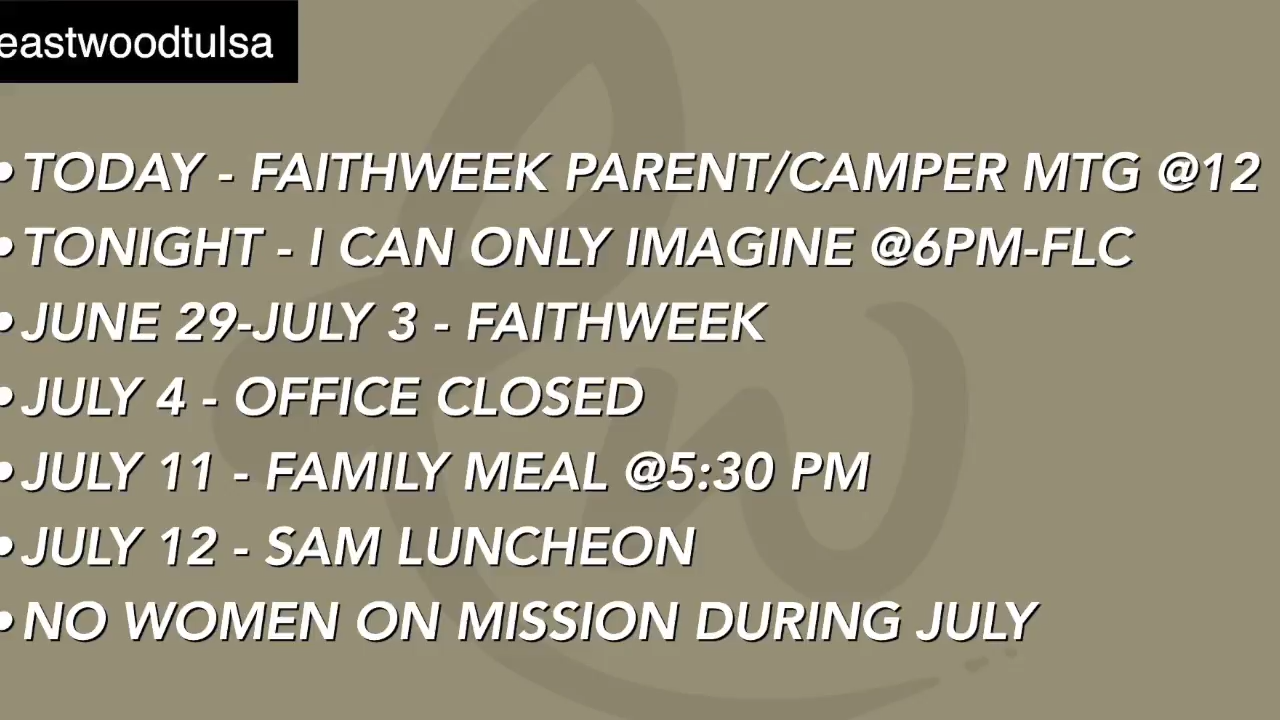 eastwoodtulsa
• TODAY - FAITHWEEK PARENT/CAMPER MTG @12
• TONIGHT - I CAN ONLY IMAGINE @6PM-FLC
• JUNE 29-JULY 3 - FAITHWEEK
• JULY 4 - OFFICE CLOSED
• JULY 11 - FAMILY MEAL @5:30 PM
• JULY 12 - SAM LUNCHEON
• NO WOMEN ON MISSION DURING JULY